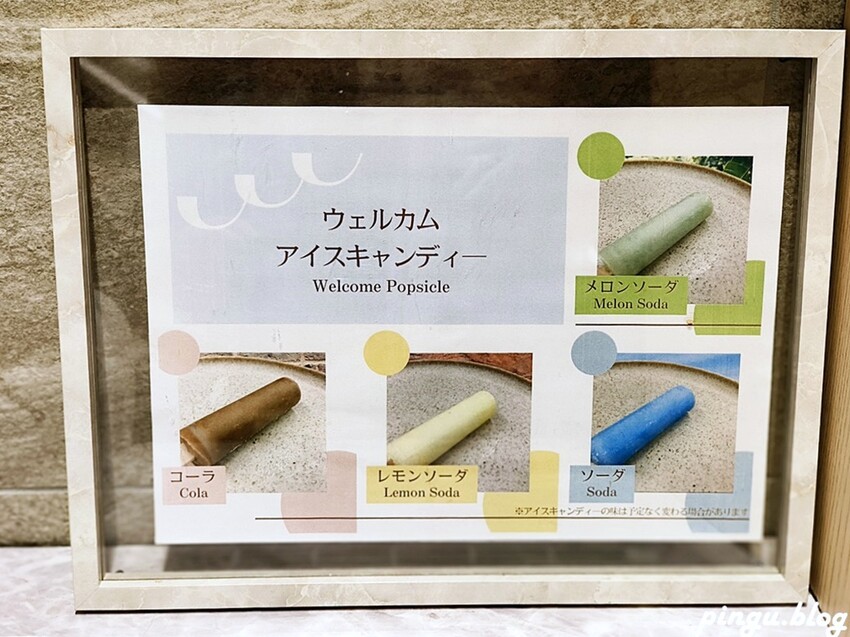 ウェルカム
アイスキャンディー
Welcome Popsicle
メロンソーダ
Melon Soda
コーラ
Cola
レモンソーダ
Lemon Soda
ソーダ
Soda
※アイスキャンディーの味は予定なく変わる場合があります
pingu.blog